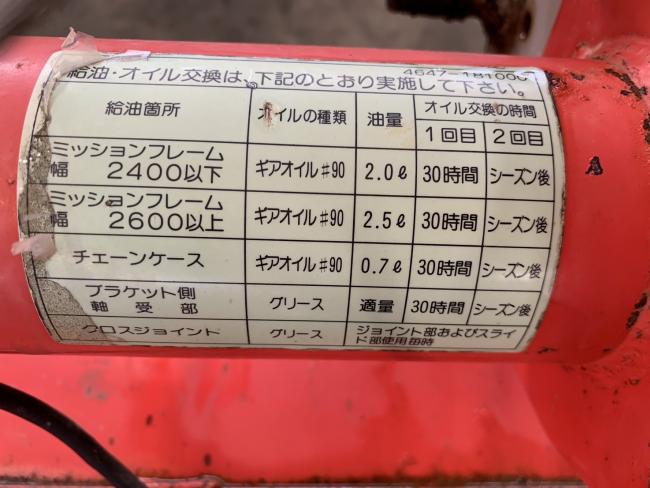 4647-181000
給油・オイル交換は、下記のとおり実施して下さい。
給油箇所 オイルの種類 油量 オイル交換の時間
1回目 2回目
ミッションフレーム
幅 2400以下 ギアオイル#90 2.0ℓ 30時間 シーズン後
ミッションフレーム
幅 2600以上 ギアオイル#90 2.5ℓ 30時間 シーズン後
チェーンケース ギアオイル#90 0.7ℓ 30時間 シーズン後
ブラケット側
軸受部 グリース 適量 30時間 シーズン後
クロスジョイント グリース ジョイント部およびスライ
ド部使用毎時